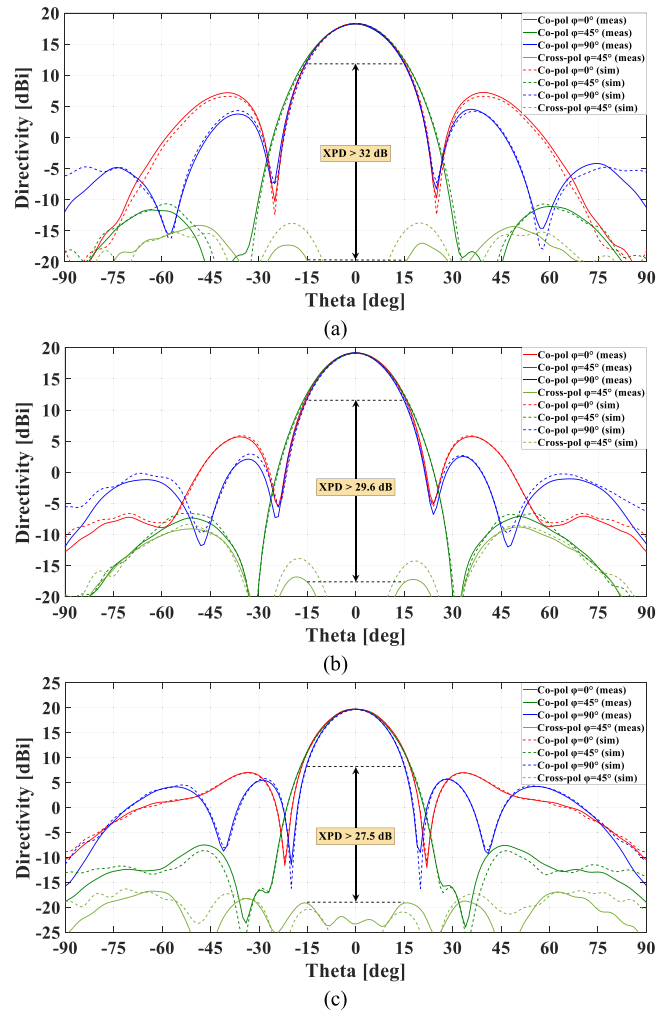 20
15
10
5
0
-5
-10
-15
-20
Directivity [dBi]
Co-pol φ=0° (meas)
Co-pol φ=45° (meas)
Co-pol φ=90° (meas)
Cross-pol φ=45° (meas)
Co-pol φ=0° (sim)
Co-pol φ=45° (sim)
Co-pol φ=90° (sim)
Cross-pol φ=45° (sim)
XPD > 32 dB
-90 -75 -60 -45 -30 -15 0 15 30 45 60 75 90
Theta [deg]
(a)
20
15
10
5
0
-5
-10
-15
-20
Directivity [dBi]
Co-pol φ=0° (meas)
Co-pol φ=45° (meas)
Co-pol φ=90° (meas)
Cross-pol φ=45° (meas)
Co-pol φ=0° (sim)
Co-pol φ=45° (sim)
Co-pol φ=90° (sim)
Cross-pol φ=45° (sim)
XPD > 29.6 dB
-90 -75 -60 -45 -30 -15 0 15 30 45 60 75 90
Theta [deg]
(b)
25
20
15
10
5
0
-5
-10
-15
-20
-25
Directivity [dBi]
Co-pol φ=0° (meas)
Co-pol φ=45° (meas)
Co-pol φ=90° (meas)
Cross-pol φ=45° (meas)
Co-pol φ=0° (sim)
Co-pol φ=45° (sim)
Co-pol φ=90° (sim)
Cross-pol φ=45° (sim)
XPD > 27.5 dB
-90 -75 -60 -45 -30 -15 0 15 30 45 60 75 90
Theta [deg]
(c)